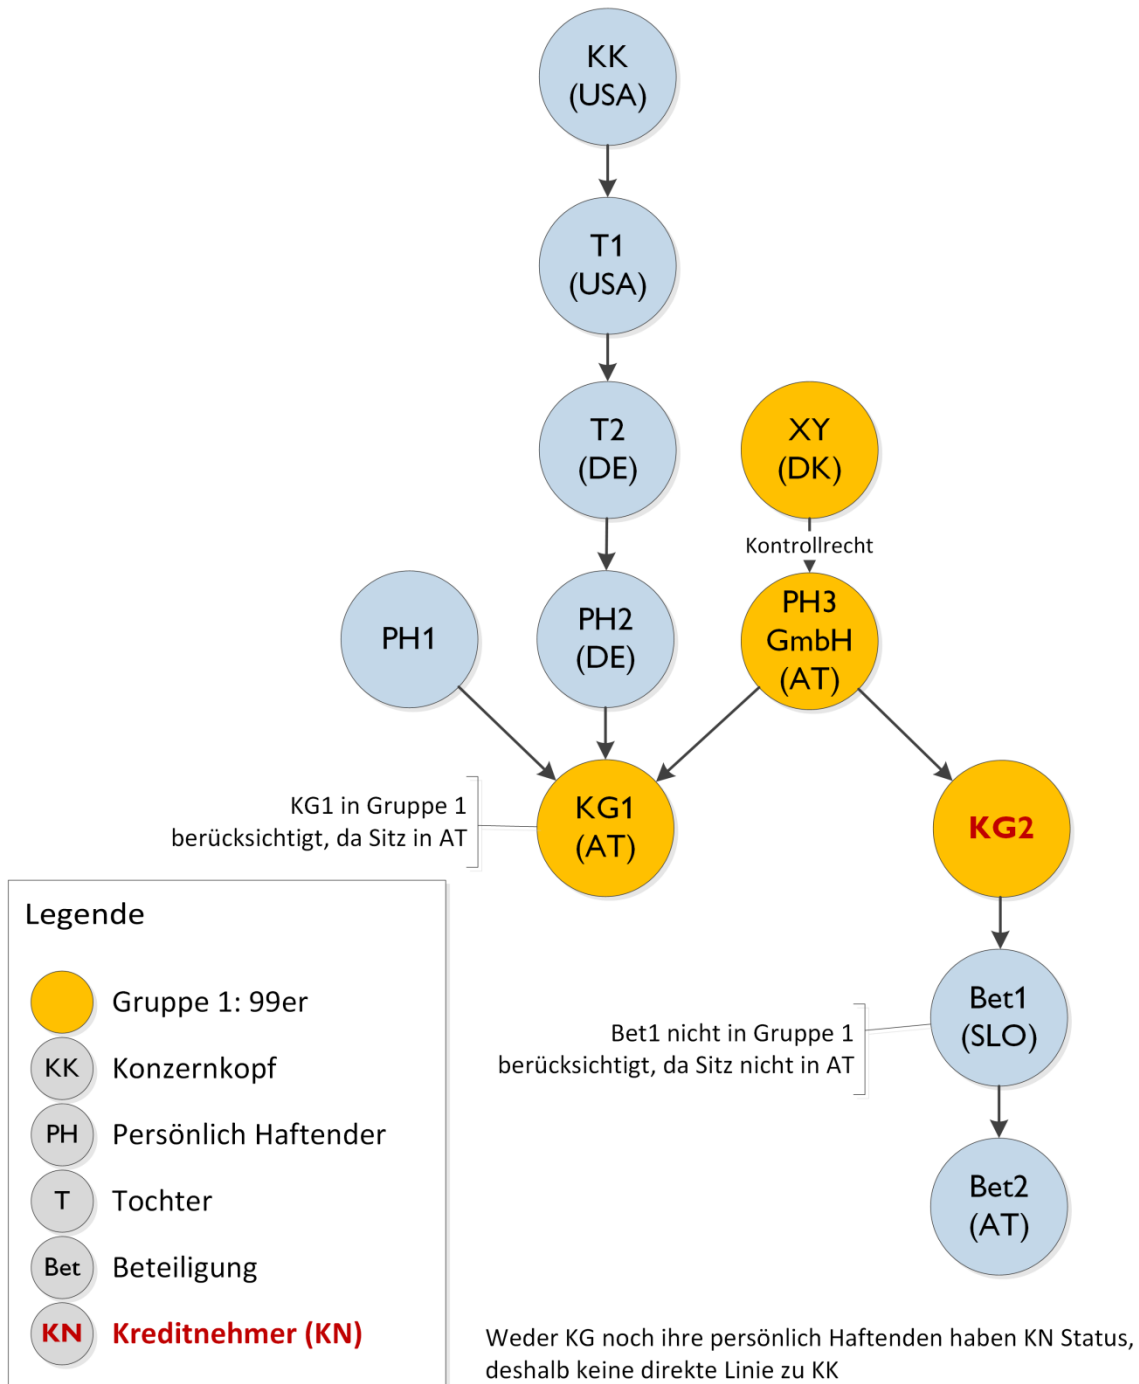 KK
(USA)
T1
(USA)
T2
(DE)
XY
(DK)
Kontrollrecht
PH1
PH2
(DE)
PH3
GmbH
(AT)
KG1 in Gruppe 1
berücksichtigt, da Sitz in AT
KG1
(AT)
KG2
Bet1 nicht in Gruppe 1
berücksichtigt, da Sitz nicht in AT
Bet1
(SLO)
Bet2
(AT)
Legende
Gruppe 1: 99er
KK Konzernkopf
PH Persönlich Haftender
T Tochter
Bet Beteiligung
KN Kreditnehmer (KN)
Weder KG noch ihre persönlich Haftenden haben KN Status,
deshalb keine direkte Linie zu KK